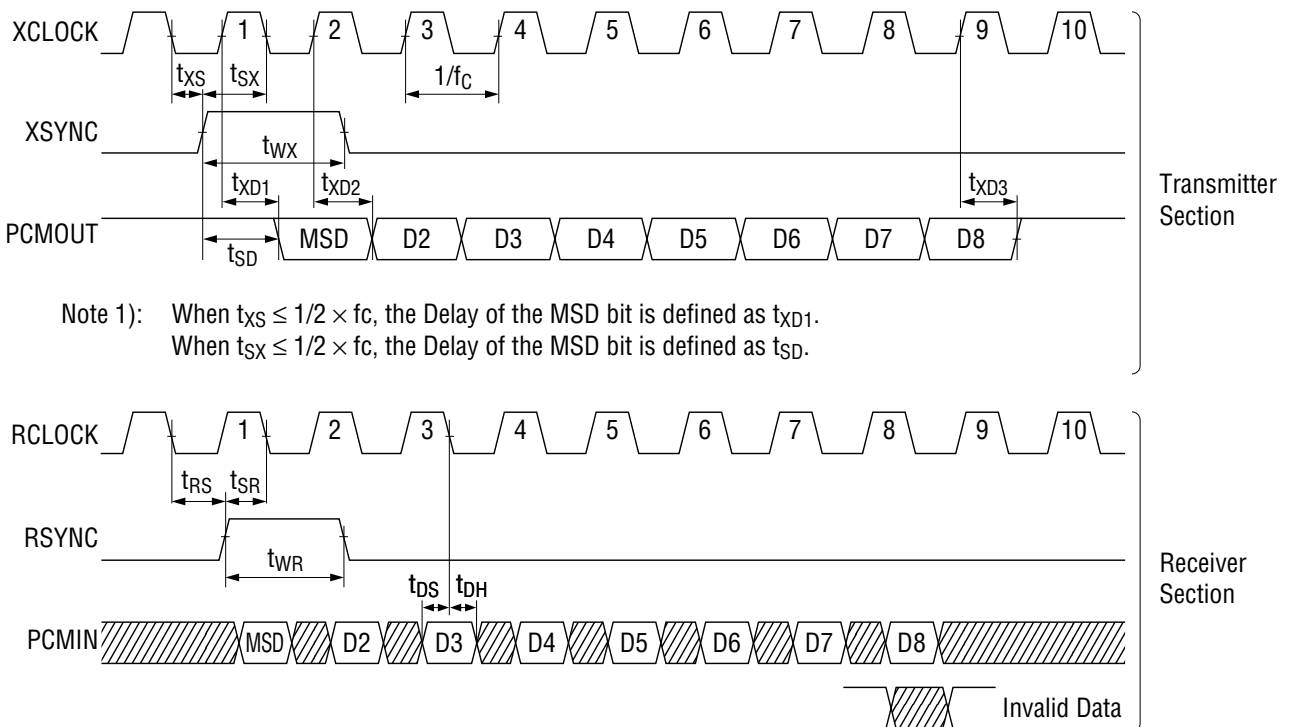 XCLOCK 1 2 3 4 5 6 7 8 9 10
tXS tSX 1/fC
XSYNC
tWX
tXD1 tXD2 tXD3
PCMOUT MSD D2 D3 D4 D5 D6 D7 D8
tSD
Transmitter
Section
Note 1): When tXS ≤ 1/2 × fc, the Delay of the MSD bit is defined as tXD1.
When tSX ≤ 1/2 × fc, the Delay of the MSD bit is defined as tSD.
RCLOCK 1 2 3 4 5 6 7 8 9 10
tRS tSR
RSYNC
tWR
tDS tDH
PCMIN MSD D2 D3 D4 D5 D6 D7 D8
Receiver
Section
Invalid Data